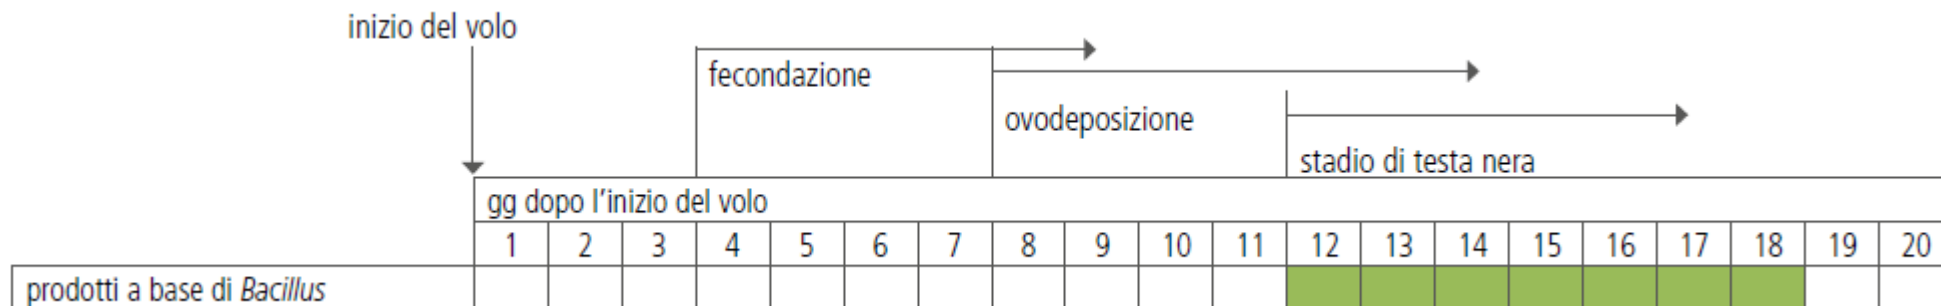 inizio del volo
fecondazione
ovodeposizione
stadio di testa nera
gg dopo l'inizio del volo
1 2 3 4 5 6 7 8 9 10 11 12 13 14 15 16 17 18 19 20
prodotti a base di Bacillus